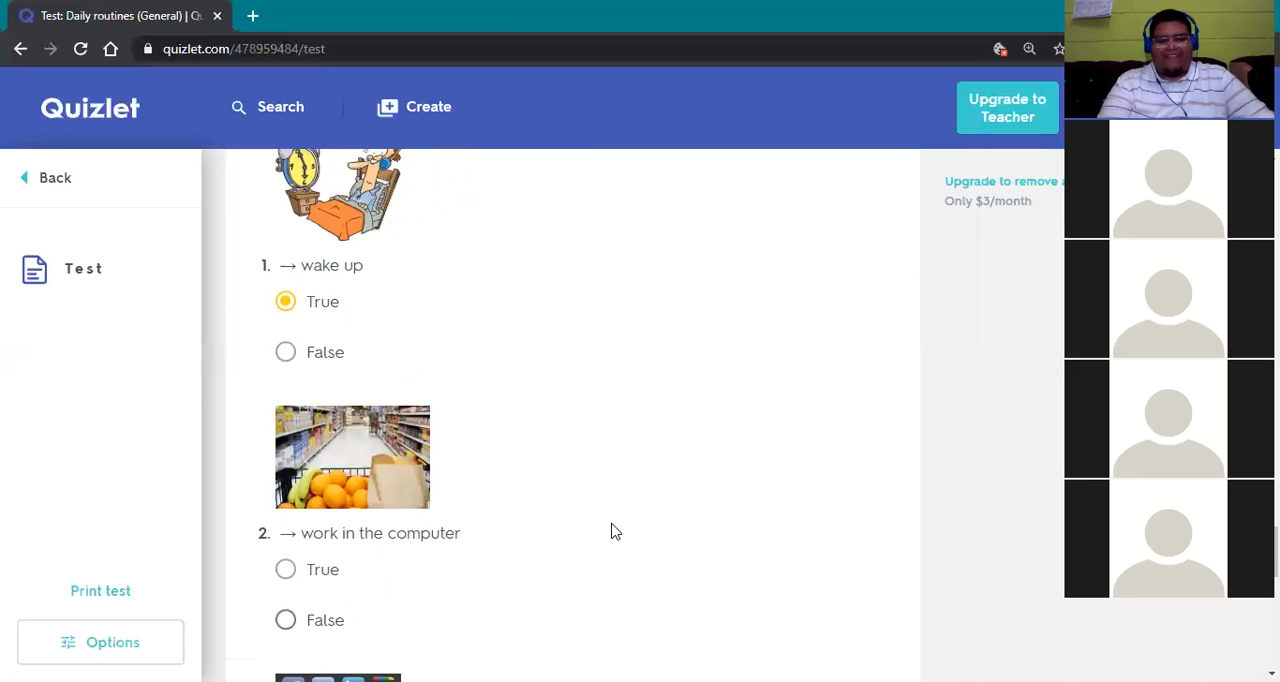 Test: Daily routines (General) | Qu
quizlet.com/478959484/test
Quizlet
Search
Create
Upgrade to
Teacher
Back
Test
Upgrade to remove
Only $3/month
1. → wake up
True
False
2. → work in the computer
True
False
Print test
Options